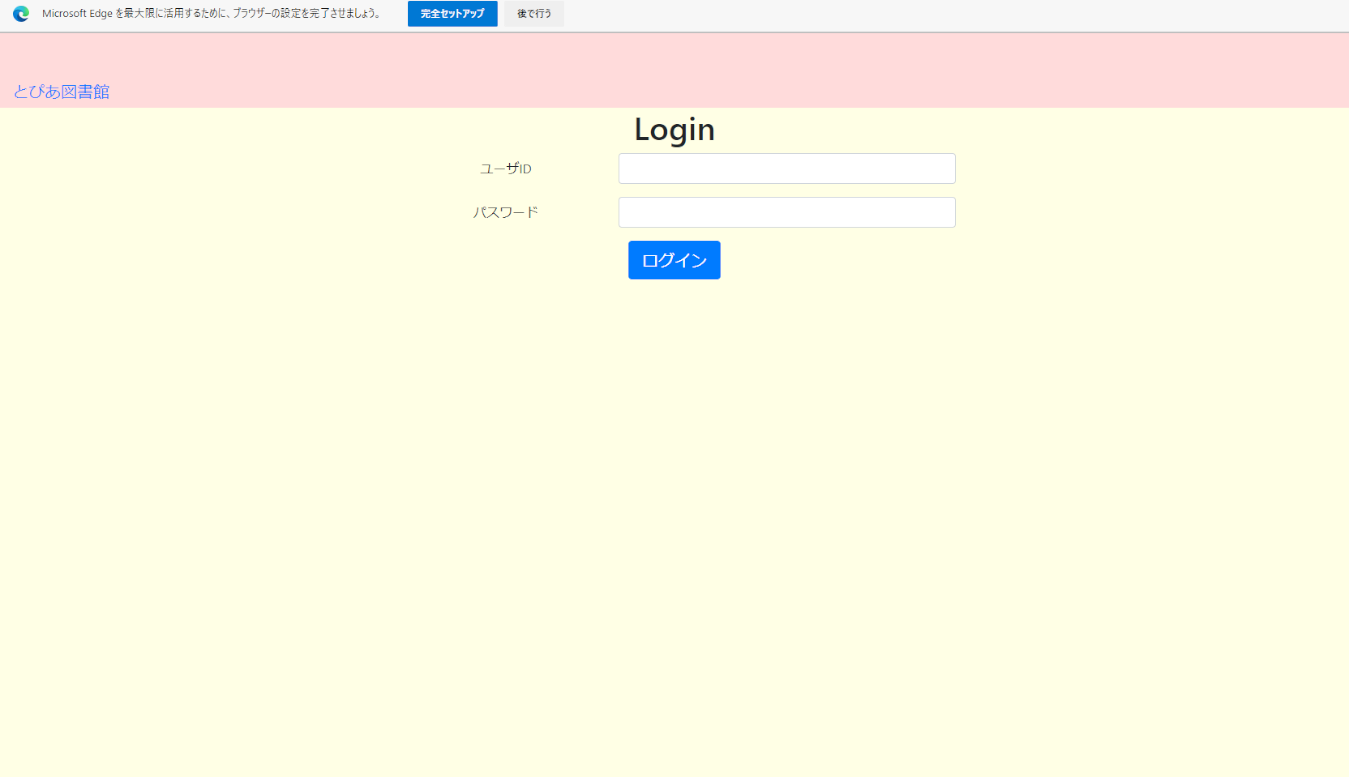 Microsoft Edge を最大限に活用するために、ブラウザーの設定を完了させましょう。 完全セットアップ 後で行う
とぴあ図書館
Login
ユーザID
パスワード
ログイン